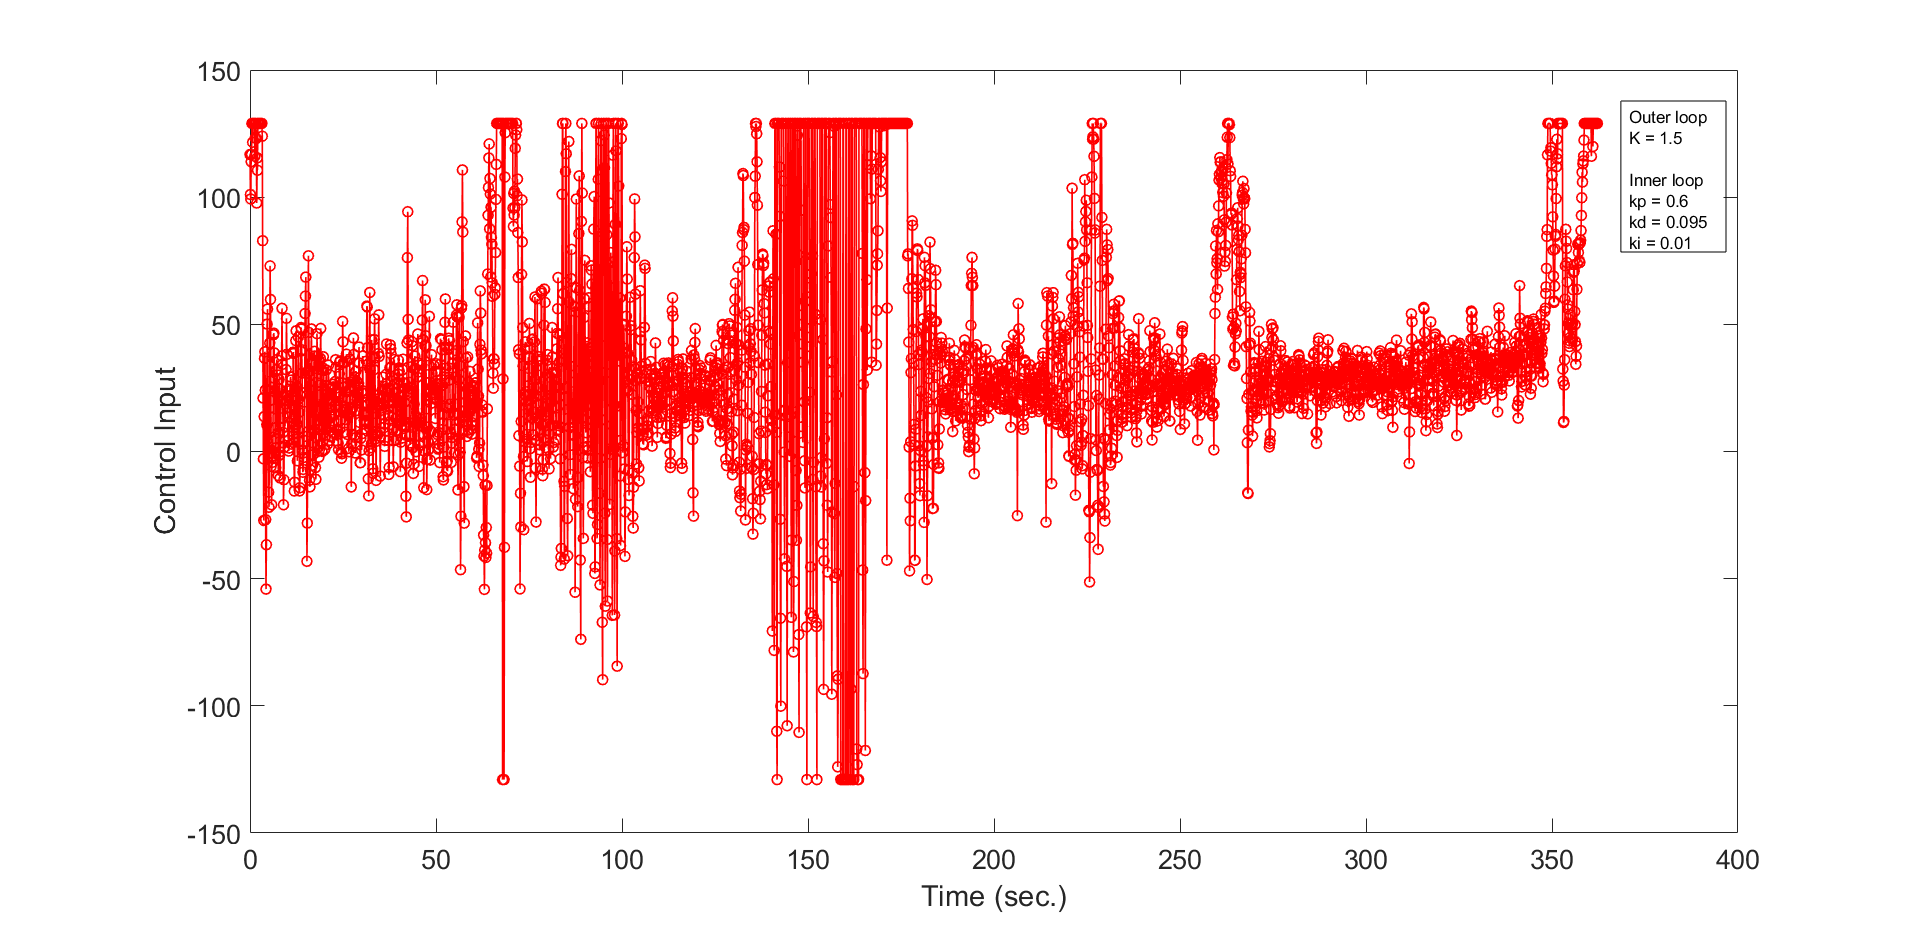 150
100
50
0
-50
-100
-150
Control Input
0 50 100 150 200 250 300 350 400
Time (sec.)
Outer loop
K = 1.5
Inner loop
kp = 0.6
kd = 0.095
ki = 0.01